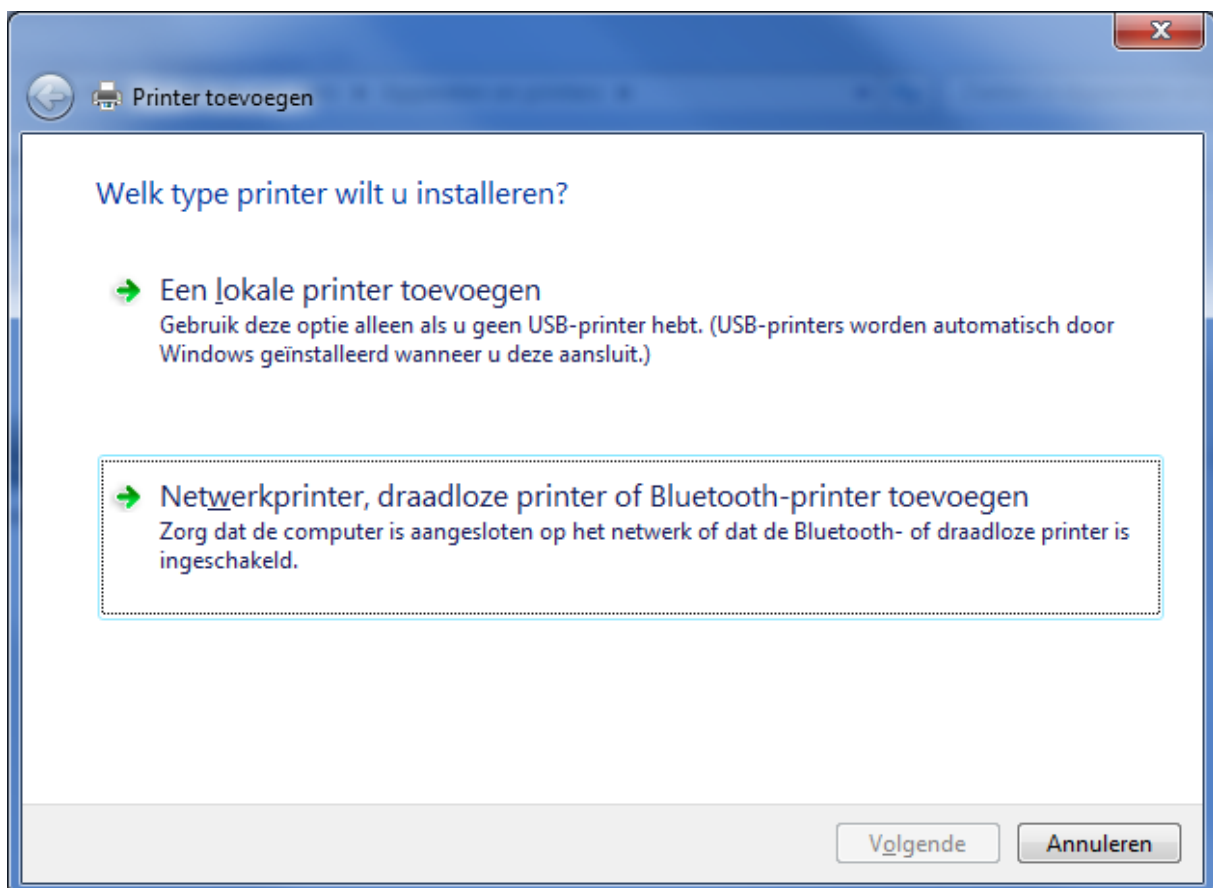 Printer toevoegen
Welk type printer wilt u installeren?
Een lokale printer toevoegen
Gebruik deze optie alleen als u geen USB-printer hebt. (USB-printers worden automatisch door
Windows geïnstalleerd wanneer u deze aansluit.)
Netwerkprinter, draadloze printer of Bluetooth-printer toevoegen
Zorg dat de computer is aangesloten op het netwerk of dat de Bluetooth- of draadloze printer is
ingeschakeld.
Volgende
Annuleren